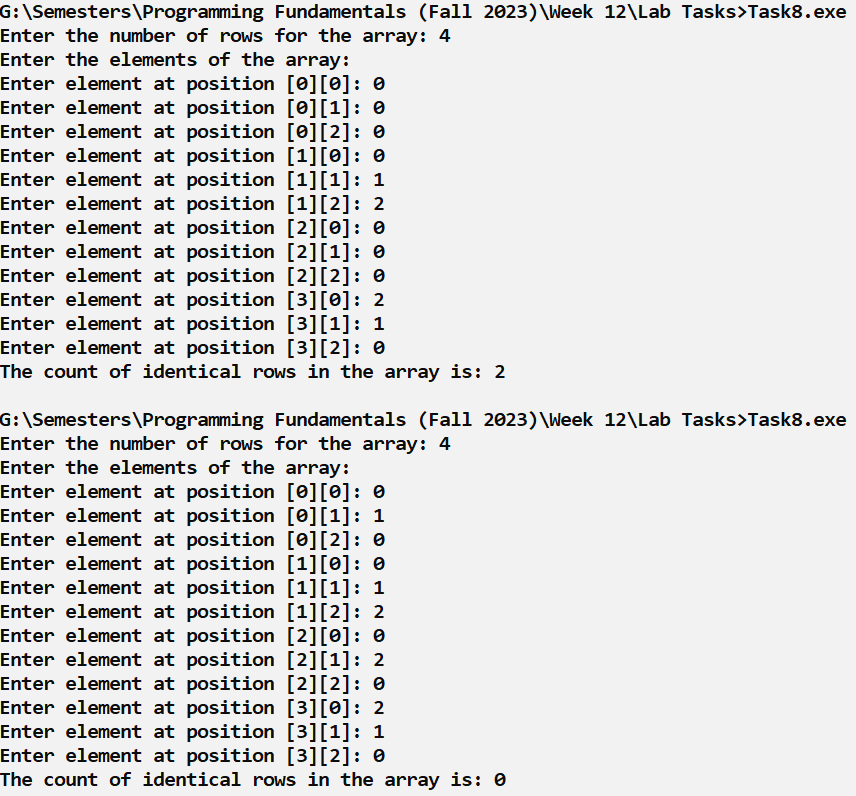 G:\Semesters\Programming Fundamentals (Fall 2023)\Week 12\Lab Tasks>Task8.exe
Enter the number of rows for the array: 4
Enter the elements of the array:
Enter element at position [0][0]: 0
Enter element at position [0][1]: 0
Enter element at position [0][2]: 0
Enter element at position [1][0]: 0
Enter element at position [1][1]: 1
Enter element at position [1][2]: 2
Enter element at position [2][0]: 0
Enter element at position [2][1]: 0
Enter element at position [2][2]: 0
Enter element at position [3][0]: 2
Enter element at position [3][1]: 1
Enter element at position [3][2]: 0
The count of identical rows in the array is: 2
G:\Semesters\Programming Fundamentals (Fall 2023)\Week 12\Lab Tasks>Task8.exe
Enter the number of rows for the array: 4
Enter the elements of the array:
Enter element at position [0][0]: 0
Enter element at position [0][1]: 1
Enter element at position [0][2]: 0
Enter element at position [1][0]: 0
Enter element at position [1][1]: 1
Enter element at position [1][2]: 2
Enter element at position [2][0]: 0
Enter element at position [2][1]: 2
Enter element at position [2][2]: 0
Enter element at position [3][0]: 2
Enter element at position [3][1]: 1
Enter element at position [3][2]: 0
The count of identical rows in the array is: 0